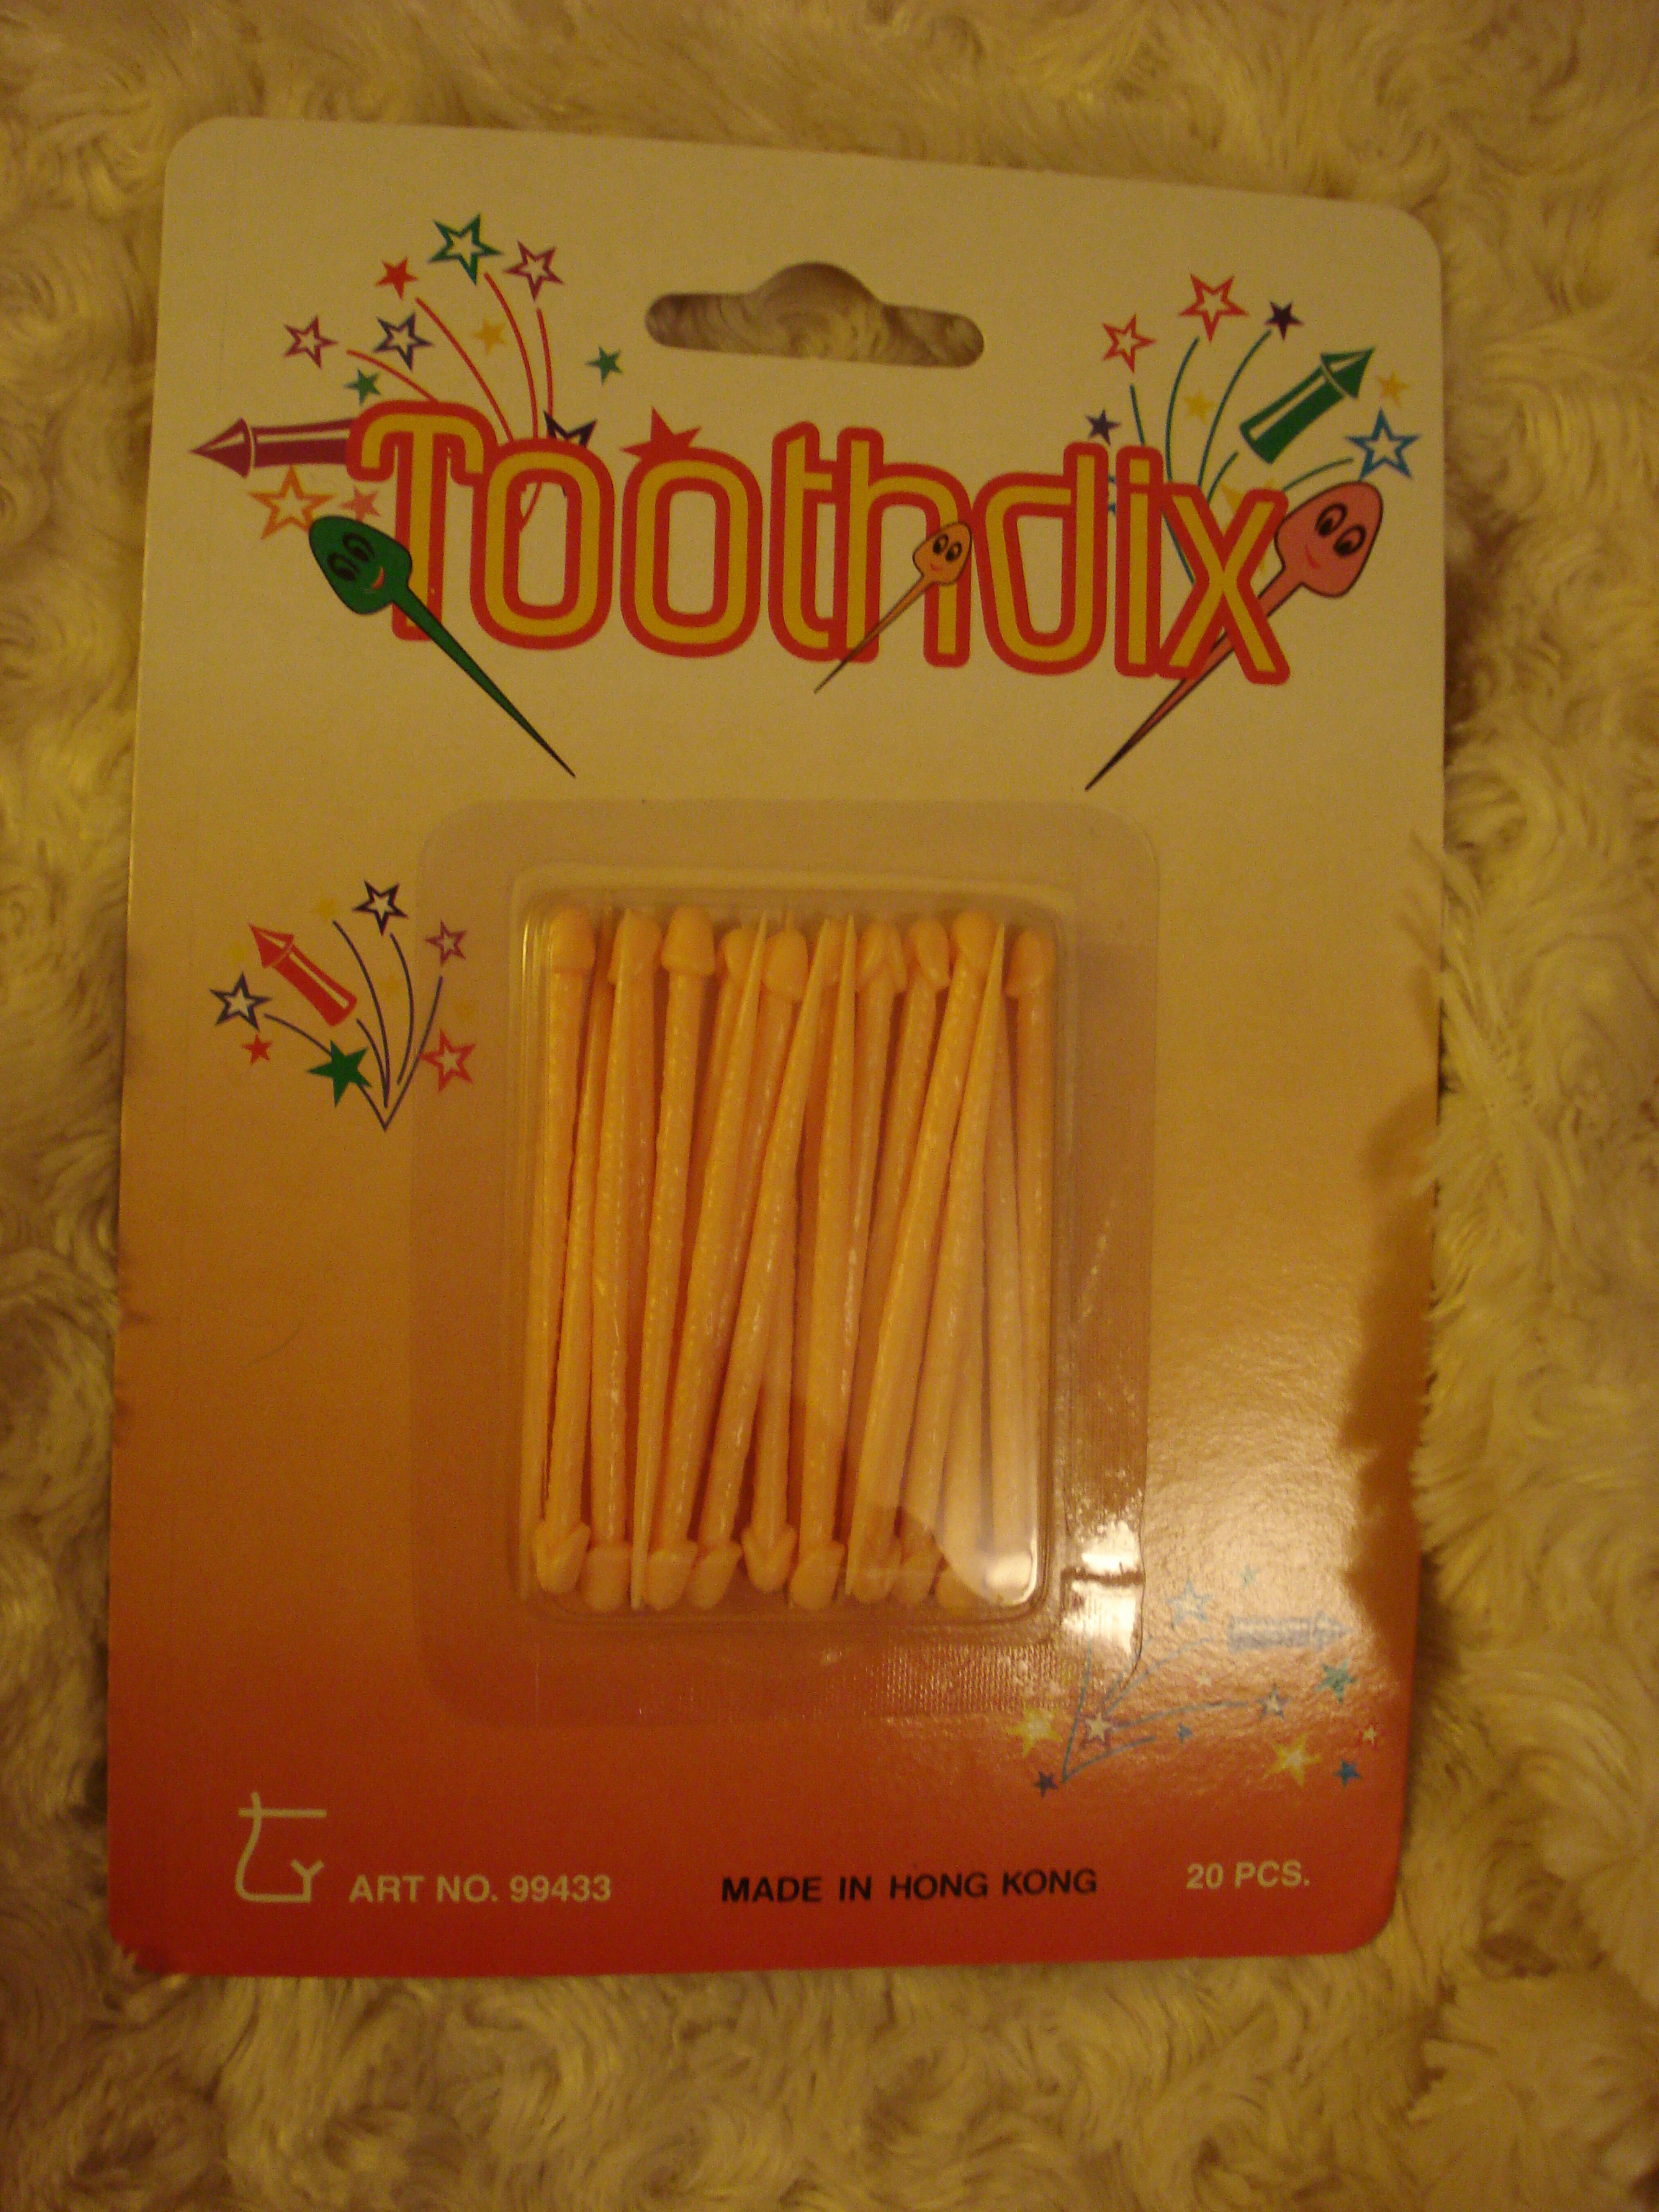 Toothdix
ART NO. 99433
MADE IN HONG KONG
20 PCS.